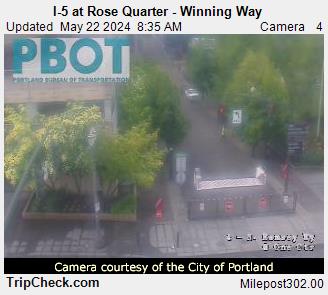 I-5 at Rose Quarter - Winning Way
Updated May 22 2024 8:35 AM Camera 4
PBOT
PORTLAND BUREAU OF TRANSPORTATION
Camera courtesy of the City of Portland
TripCheck.com Milepost302.00